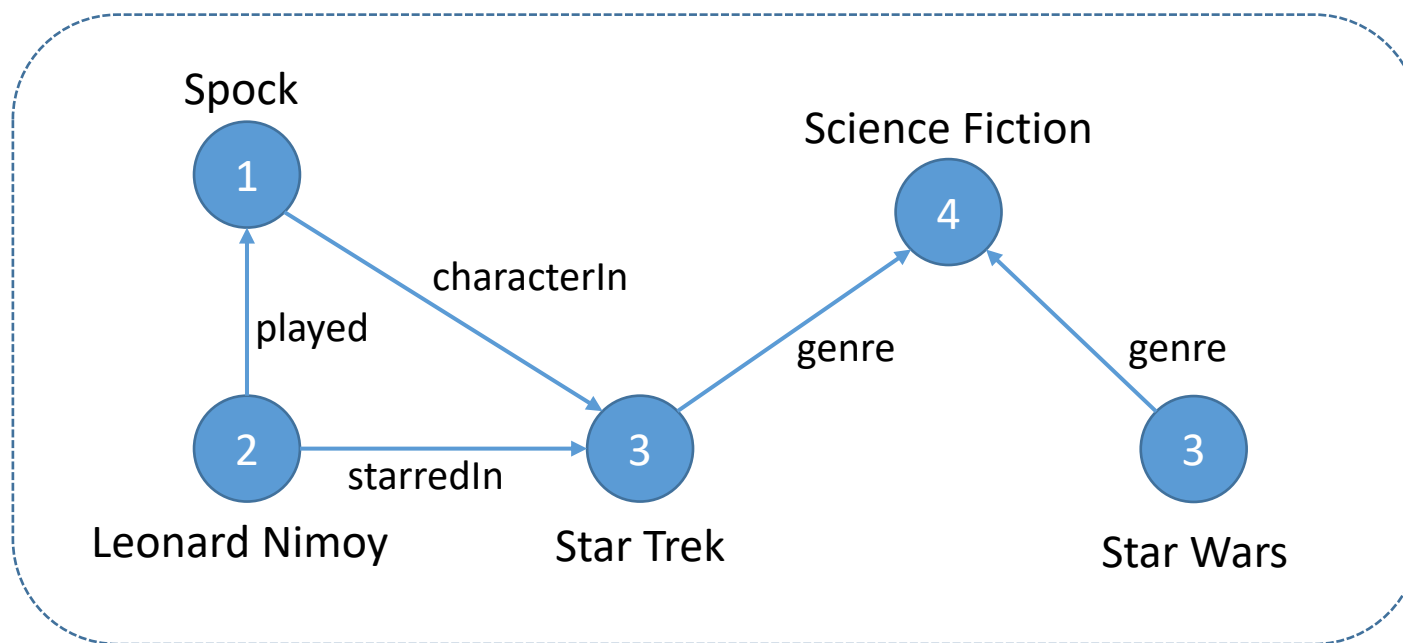 Spock
1
Science Fiction
4
characterIn
played
genre
genre
2
starredIn
3
3
Leonard Nimoy
Star Trek
Star Wars